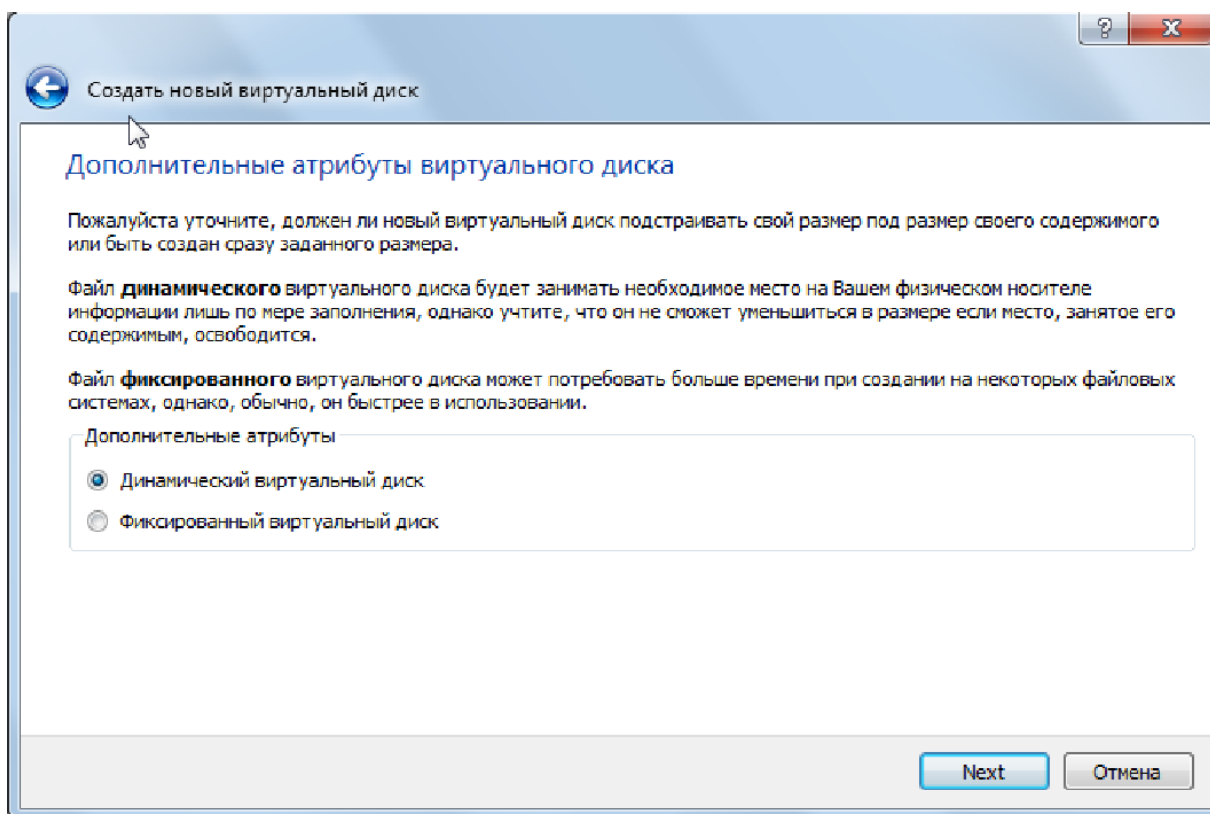 Создать новый виртуальный диск
Дополнительные атрибуты виртуального диска
Пожалуйста уточните, должен ли новый виртуальный диск подстраивать свой размер под размер своего содержимого
или быть создан сразу заданного размера.
Файл динамического виртуального диска будет занимать необходимое место на Вашем физическом носителе
информации лишь по мере заполнения, однако учтите, что он не сможет уменьшиться в размере если место, занятое его
содержимым, освободится.
Файл фиксированного виртуального диска может потребовать больше времени при создании на некоторых файловых
системах, однако, обычно, он быстрее в использовании.
Дополнительные атрибуты
Динамический виртуальный диск
Фиксированный виртуальный диск
Next Отмена